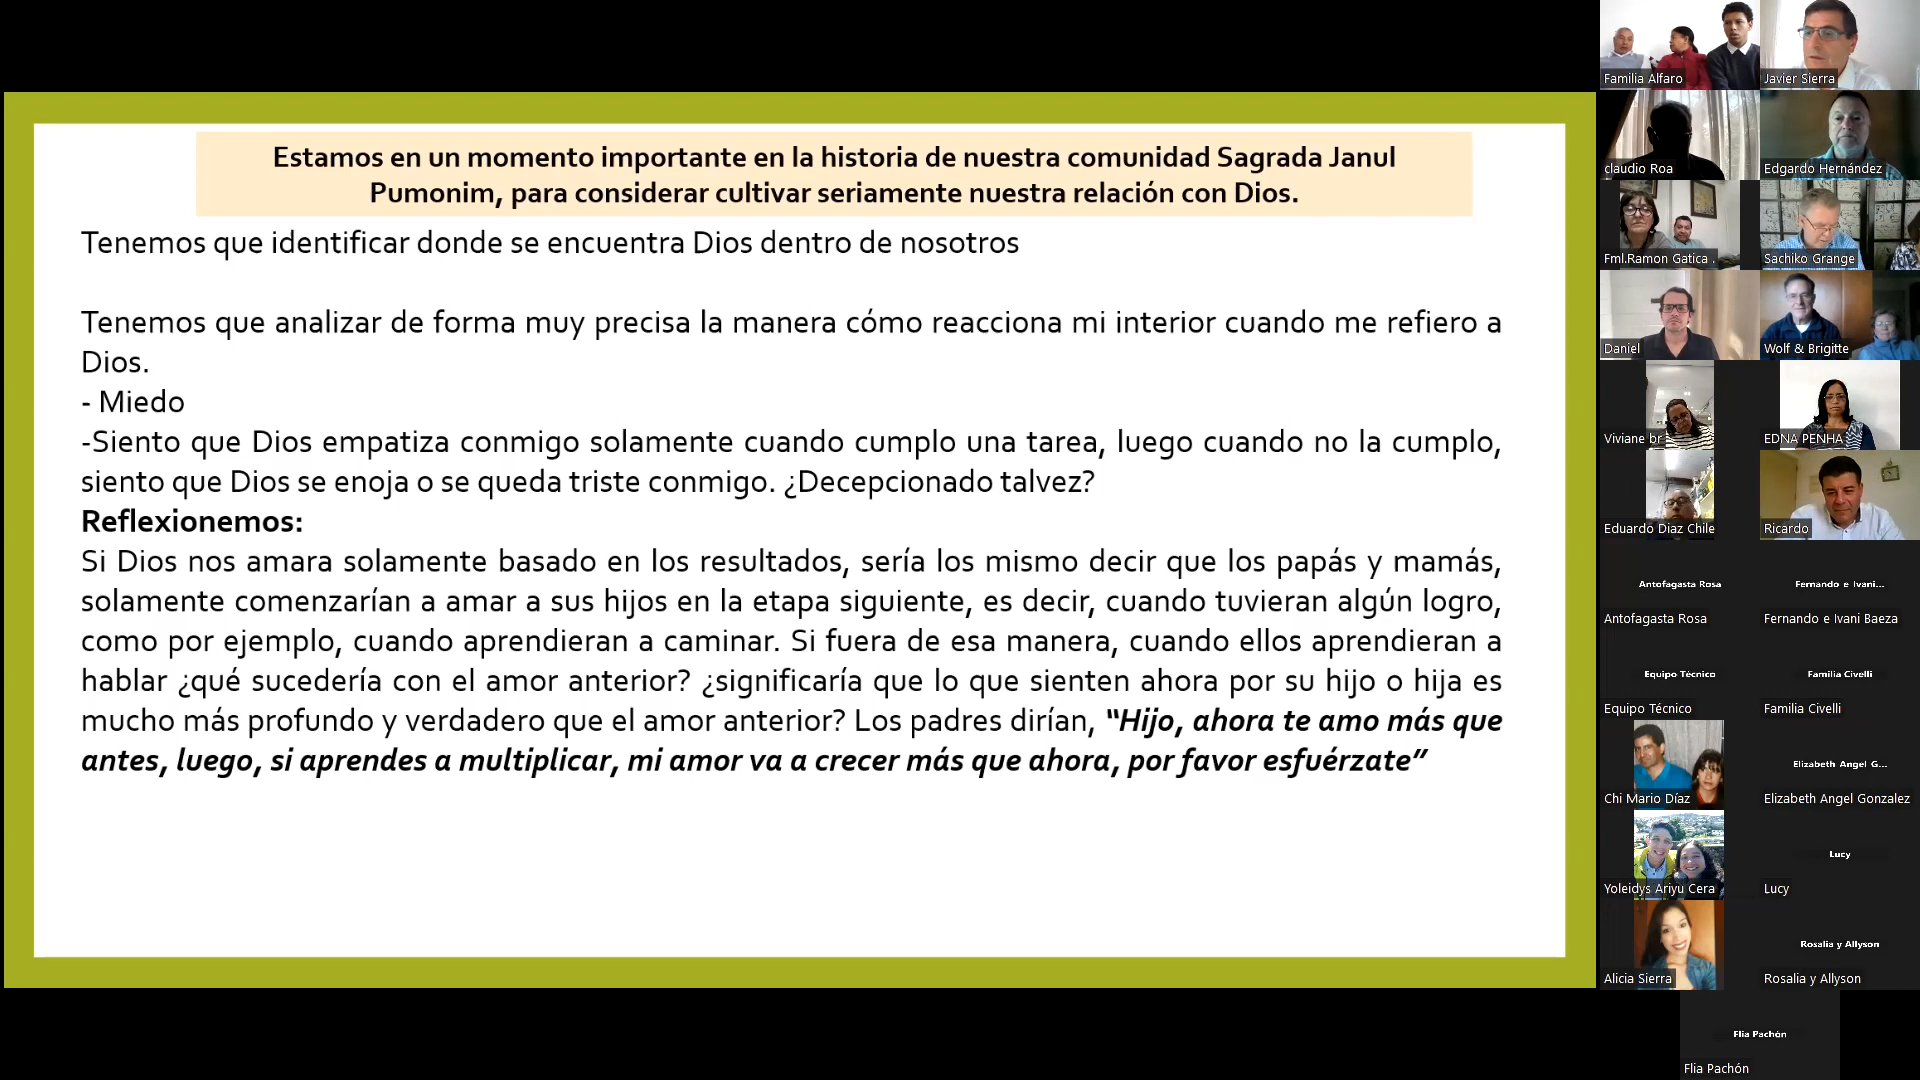 Estamos en un momento importante en la historia de nuestra comunidad Sagrada Janul
Pumonim, para considerar cultivar seriamente nuestra relación con Dios.
Tenemos que identificar donde se encuentra Dios dentro de nosotros
Tenemos que analizar de forma muy precisa la manera cómo reacciona mi interior cuando me refiero a
Dios.
- Miedo
-Siento que Dios empatiza conmigo solamente cuando cumplo una tarea, luego cuando no la cumplo,
siento que Dios se enoja o se queda triste conmigo. ¿Decepcionado talvez?
Reflexionemos:
Si Dios nos amara solamente basado en los resultados, sería los mismo decir que los papás y mamás,
solamente comenzarían a amar a sus hijos en la etapa siguiente, es decir, cuando tuvieran algún logro,
como por ejemplo, cuando aprendieran a caminar. Si fuera de esa manera, cuando ellos aprendieran a
hablar ¿qué sucedería con el amor anterior? ¿significaría que lo que sienten ahora por su hijo o hija es
mucho más profundo y verdadero que el amor anterior? Los padres dirían, “Hijo, ahora te amo más que
antes, luego, si aprendes a multiplicar, mi amor va a crecer más que ahora, por favor esfuérzate”
Familia Alfaro
Javier Sierra
claudio Roa
Edgardo Hernández
Fml.Ramon Gatica .
Sachiko Grange
Daniel
Wolf & Brigitte
Viviane br
EDNA PENHA
Eduardo Diaz Chile
Ricardo
Antofagasta Rosa
Fernando e Ivani...
Antofagasta Rosa
Fernando e Ivani Baeza
Equipo Técnico
Familia Civelli
Equipo Técnico
Familia Civelli
Elizabeth Angel G...
Chi Mario Díaz
Elizabeth Angel Gonzalez
Lucy
Yoleidys Ariyu Cera
Lucy
Rosalia y Allyson
Alicia Sierra
Rosalia y Allyson
Flia Pachón
Flia Pachón